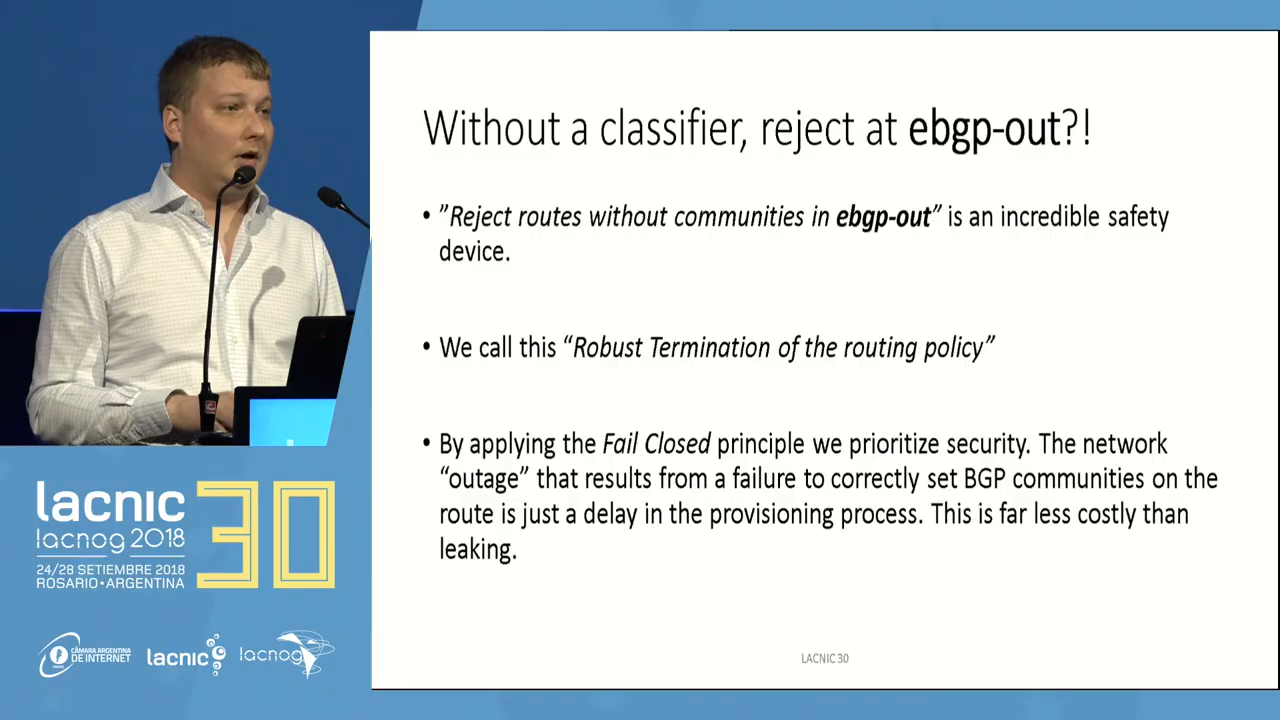 Without a classifier, reject at ebgp-out?!
• ”Reject routes without communities in ebgp-out” is an incredible safety
device.
• We call this “Robust Termination of the routing policy”
• By applying the Fail Closed principle we prioritize security. The network
“outage” that results from a failure to correctly set BGP communities on the
route is just a delay in the provisioning process. This is far less costly than
leaking.
LACNIC 30
lacnic 30
lacnog 2018
24/28 SETIEMBRE 2018
ROSARIO•ARGENTINA
CÁMARA ARGENTINA
DE INTERNET
lacnic
lacnog